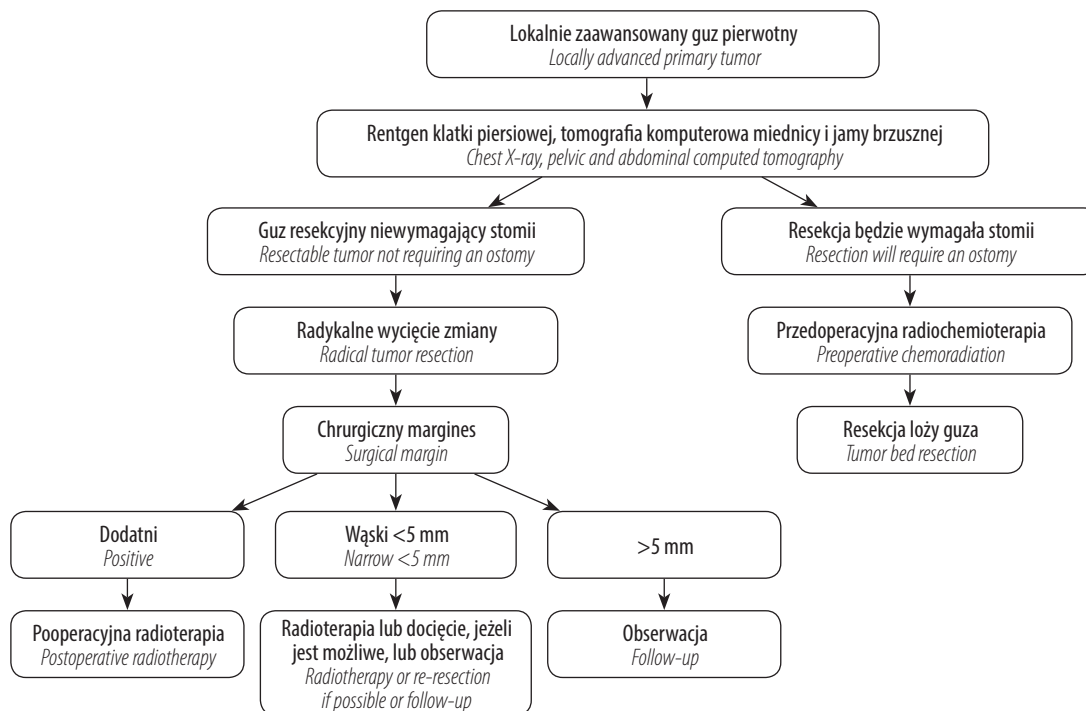 Lokalnie zaawansowany guz pierwotny
Locally advanced primary tumor
Rentgen klatki piersiowej, tomografia komputerowa miednicy i jamy brzusznej
Chest X-ray, pelvic and abdominal computed tomography
Guz resekcyjny niewymagający stomii
Resectable tumor not requiring an ostomy
Resekcja będzie wymagała stomii
Resection will require an ostomy
Radykalne wycięcie zmiany
Radical tumor resection
Przedoperacyjna radiochemioterapia
Preoperative chemoradiation
Chirurgiczny margines
Surgical margin
Resekcja loży guza
Tumor bed resection
Dodatni
Positive
Wąski <5 mm
Narrow <5 mm
>5 mm
Pooperacyjna radioterapia
Postoperative radiotherapy
Radioterapia lub docięcie, jeżeli
jest możliwe, lub obserwacja
Radiotherapy or re-resection
if possible or follow-up
Obserwacja
Follow-up